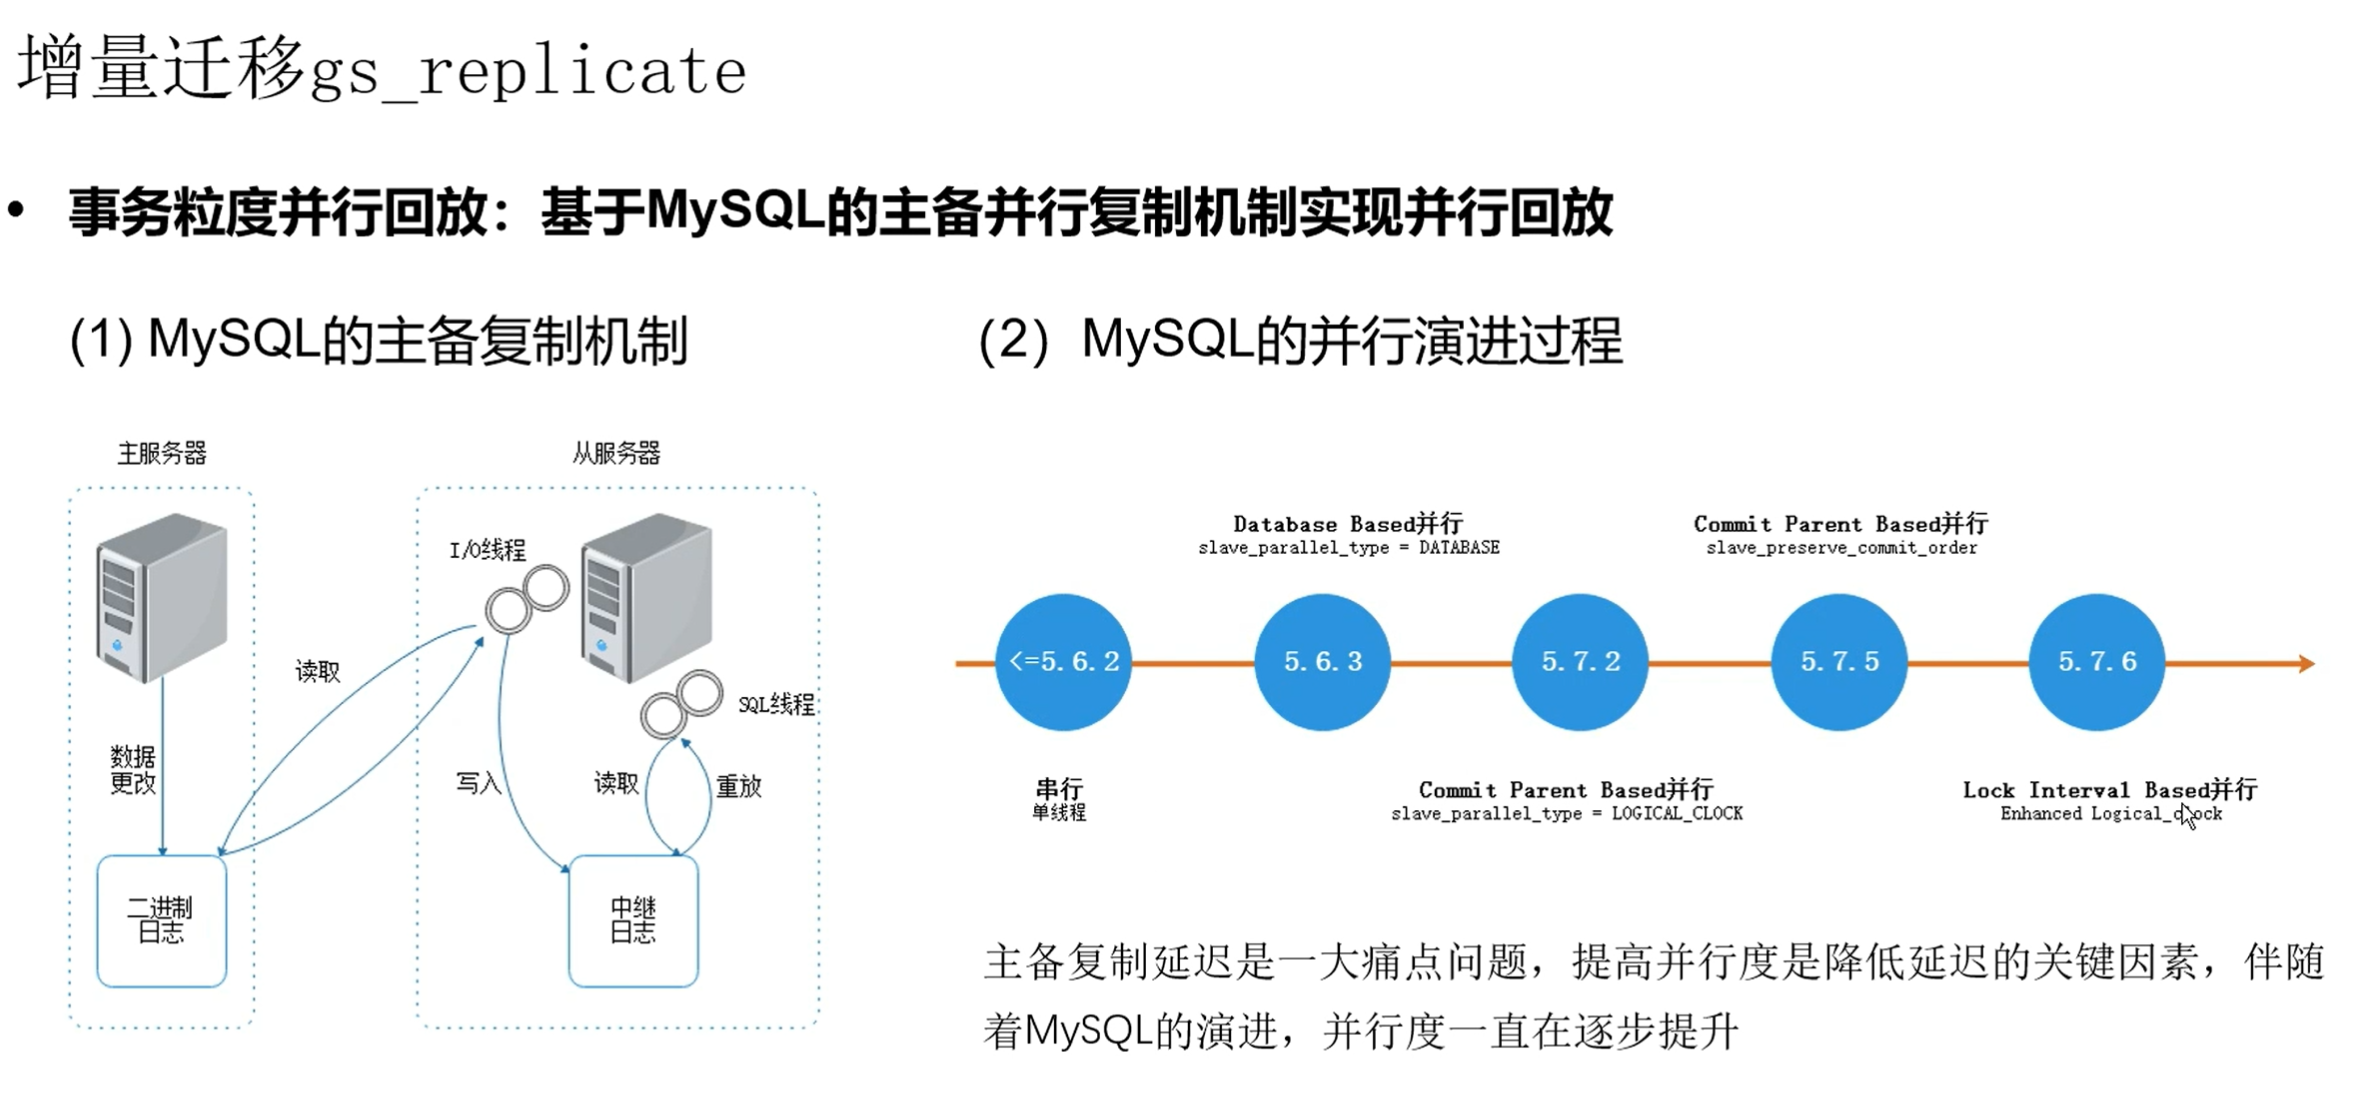 增量迁移gs_replicate
• 事务粒度并行回放：基于MySQL的主备并行复制机制实现并行回放
(1) MySQL的主备复制机制
（2）MySQL的并行演进过程
主服务器
从服务器
I/O线程
读取
SQL线程
数据
更改
写入
读取
重放
二进制
日志
中继
日志
Database Based并行
slave_parallel_type = DATABASE
Commit Parent Based并行
slave_preserve_commit_order
<=5.6.2
5.6.3
5.7.2
5.7.5
5.7.6
串行
单线程
Commit Parent Based并行
slave_parallel_type = LOGICAL_CLOCK
Lock Interval Based并行
Enhanced Logical_clock
主备复制延迟是一大痛点问题，提高并行度是降低延迟的关键因素，伴随
着MySQL的演进，并行度一直在逐步提升